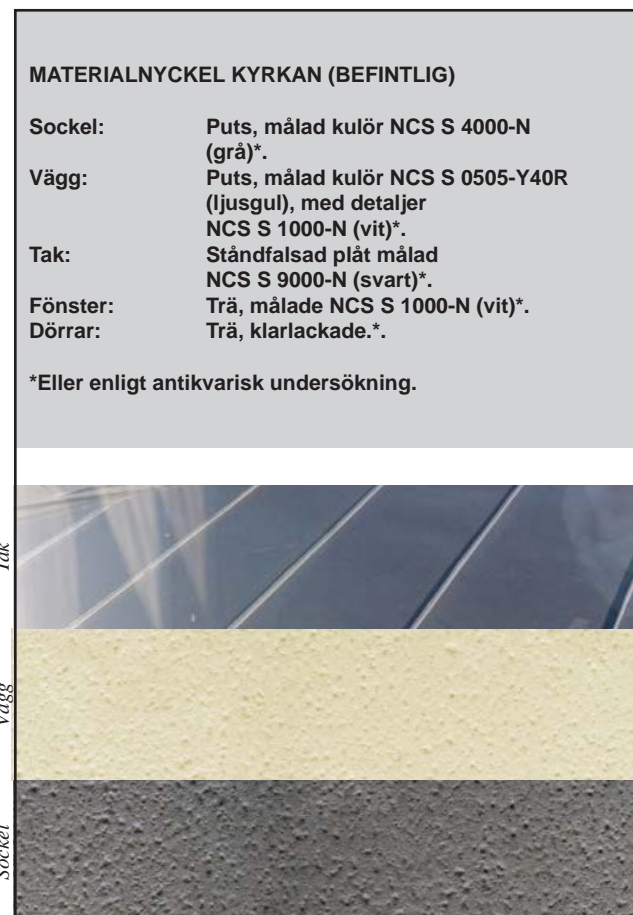 MATERIALNYCKEL KYRKAN (BEFINTLIG)
Sockel: Puts, målad kulör NCS S 4000-N
(grå)*.
Vägg: Puts, målad kulör NCS S 0505-Y40R
(ljusgul), med detaljer
NCS S 1000-N (vit)*.
Tak: Ståndfalsad plåt målad
NCS S 9000-N (svart)*.
Fönster: Trä, målade NCS S 1000-N (vit)*.
Dörrar: Trä, klarlackade.*.
*Eller enligt antikvarisk undersökning.
Tak
Vägg
Sockel